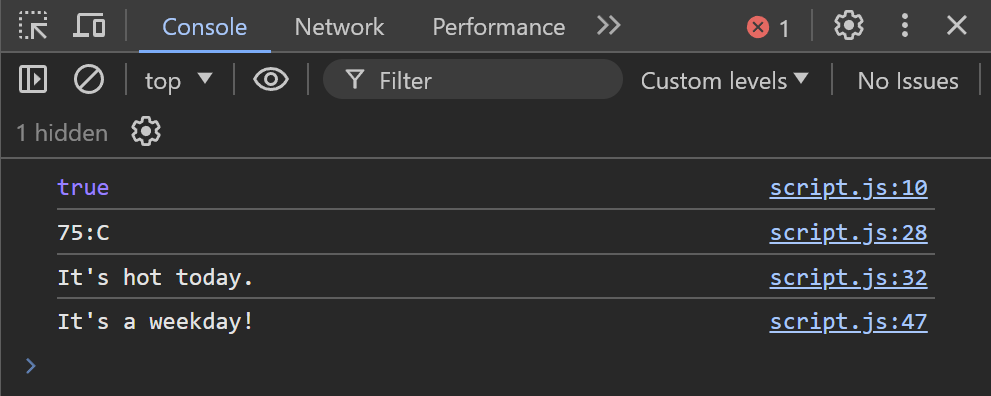 Console Network Performance 1
top Filter Custom levels No Issues
1 hidden
true script.js:10
75:C script.js:28
It's hot today. script.js:32
It's a weekday! script.js:47